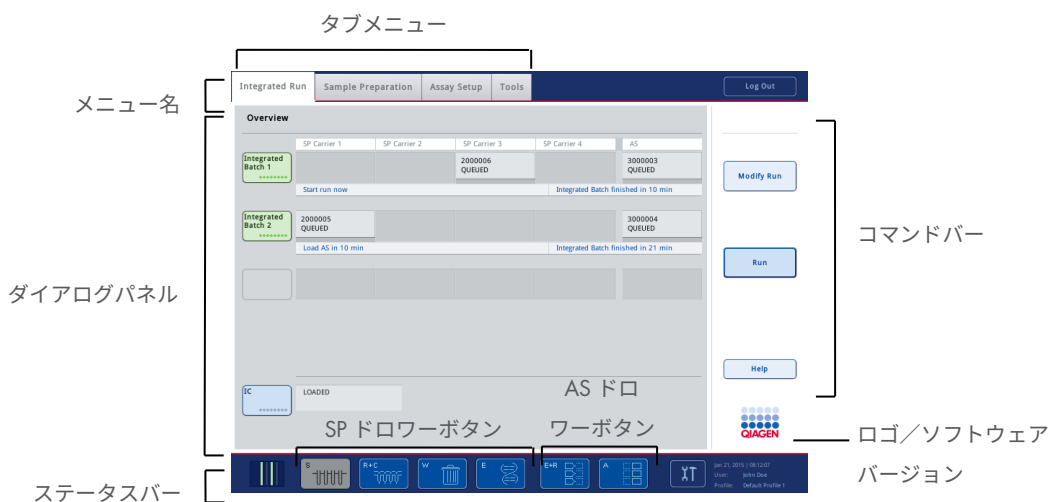 タブメニュー
メニュー名
Integrated Run
Sample Preparation
Assay Setup
Tools
Log Out
Overview
SP Carrier 1
SP Carrier 2
SP Carrier 3
SP Carrier 4
AS
Integrated
Batch 1
2000006
QUEUED
3000003
QUEUED
Start run now
Integrated Batch finished in 10 min
Modify Run
Integrated
Batch 2
2000005
QUEUED
3000004
QUEUED
Load AS in 10 min
Integrated Batch finished in 21 min
Run
コマンドバー
ダイアログパネル
Help
IC
LOADED
AS ドロ
ワーボタン
SP ドロワーボタン
QIAGEN
ロゴ／ソフトウェア
バージョン
ステータスバー
S
R+C
W
E
E+R
A
Jan 21, 2015 | 08:12:07
User: John Doe
Profile: Default Profile 1